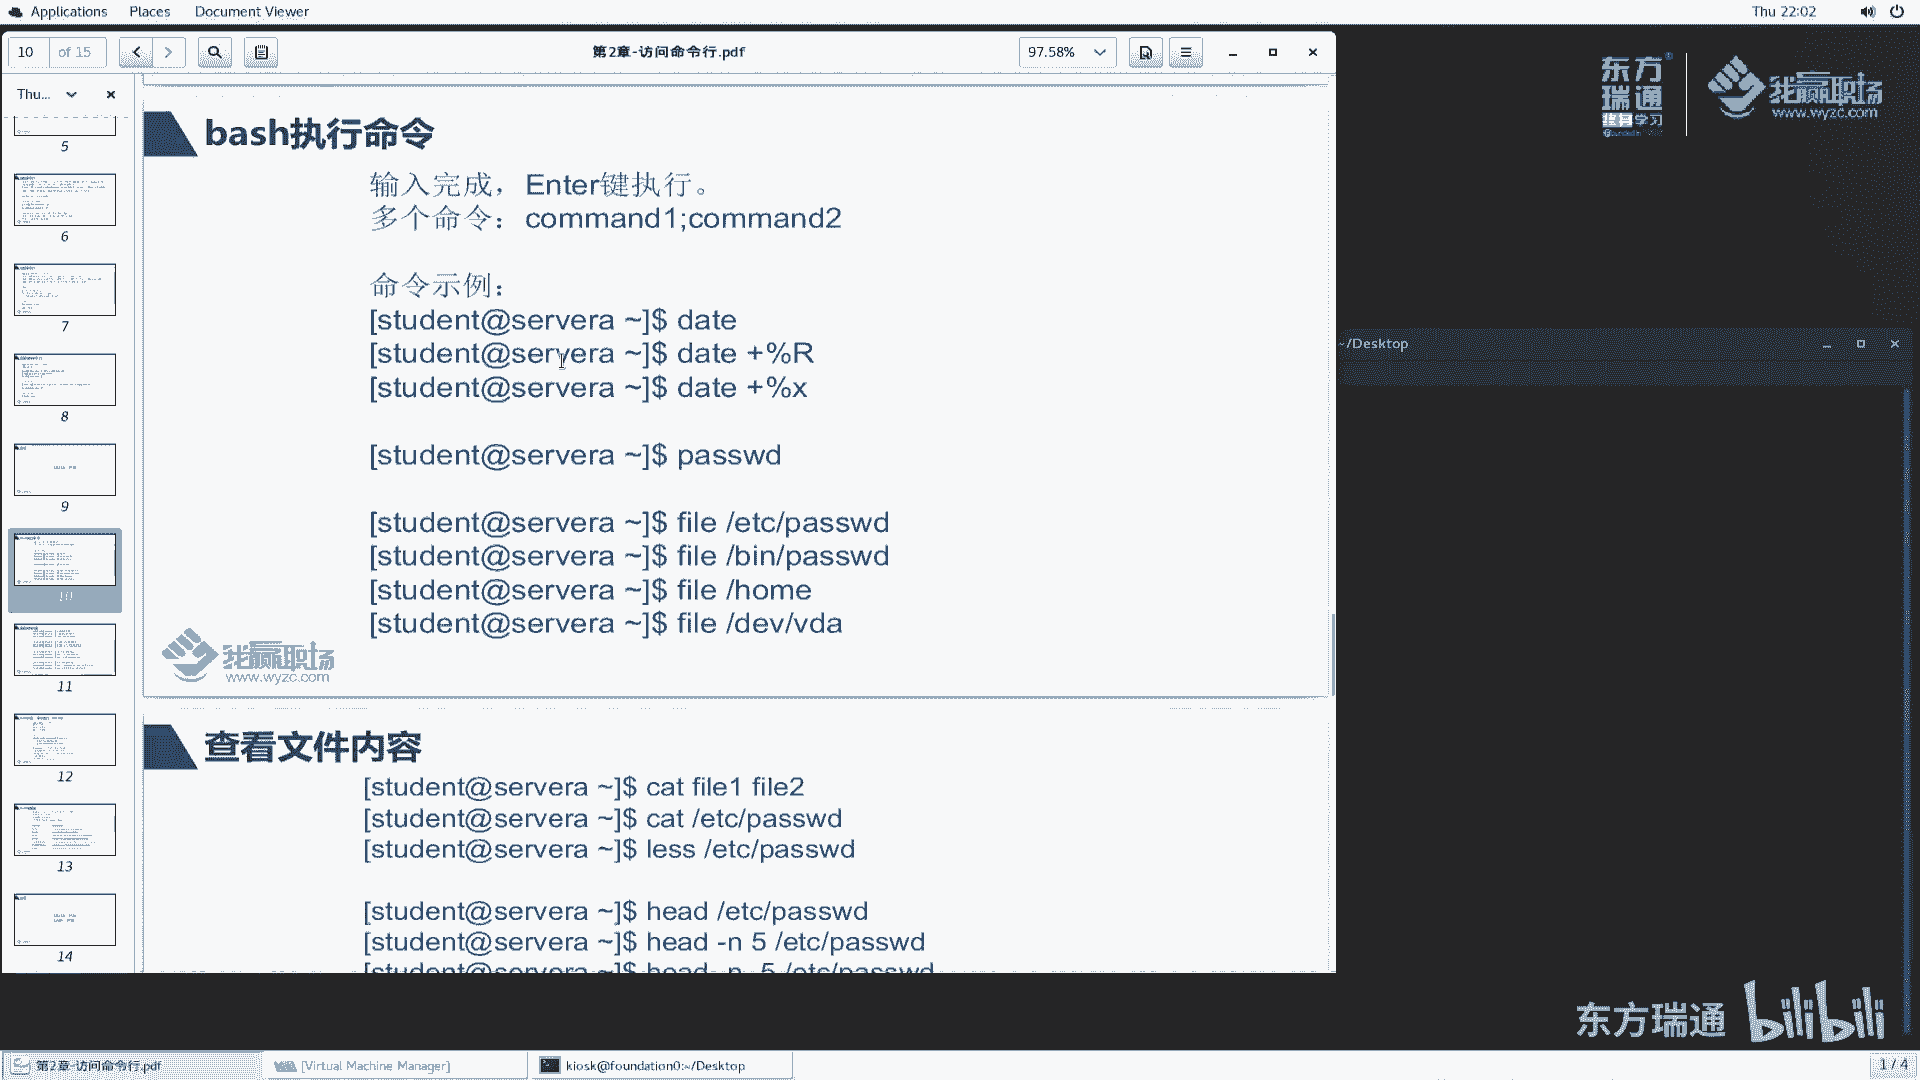 Applications Places Document Viewer Thu 22:02
10 of 15 第2章-访问命令行.pdf 97.58%
Thu...
5
6
7
8
9
10
11
12
13
14
bash执行命令
输入完成，Enter键执行。
多个命令：command1;command2
命令示例：
[student@servera ~]$ date
[student@servera ~]$ date +%R
[student@servera ~]$ date +%x
[student@servera ~]$ passwd
[student@servera ~]$ file /etc/passwd
[student@servera ~]$ file /bin/passwd
[student@servera ~]$ file /home
[student@servera ~]$ file /dev/vda
我赢职场
www.wyzc.com
查看文件内容
[student@servera ~]$ cat file1 file2
[student@servera ~]$ cat /etc/passwd
[student@servera ~]$ less /etc/passwd
[student@servera ~]$ head /etc/passwd
[student@servera ~]$ head -n 5 /etc/passwd
[student@servera ~]$ head -n -5 /etc/passwd
东方
瑞通
终身学习
我赢职场
www.wyzc.com
~/Desktop
东方瑞通 bilibili
第2章-访问命令行.pdf [Virtual Machine Manager] kiosk@foundation0:~/Desktop 1 / 4